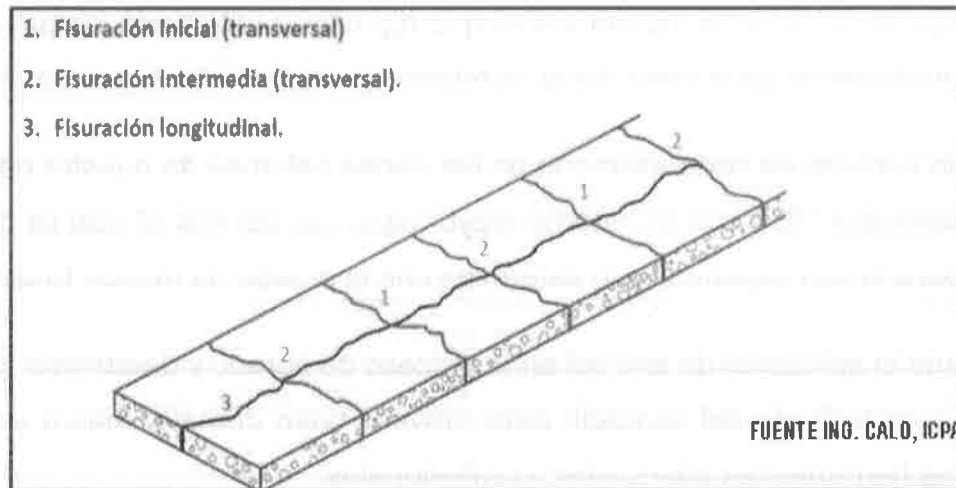 1. Fisuración inicial (transversal)
2. Fisuración intermedia (transversal).
3. Fisuración longitudinal.
2
1
2
1
2
3
FUENTE ING. CALO, ICPA